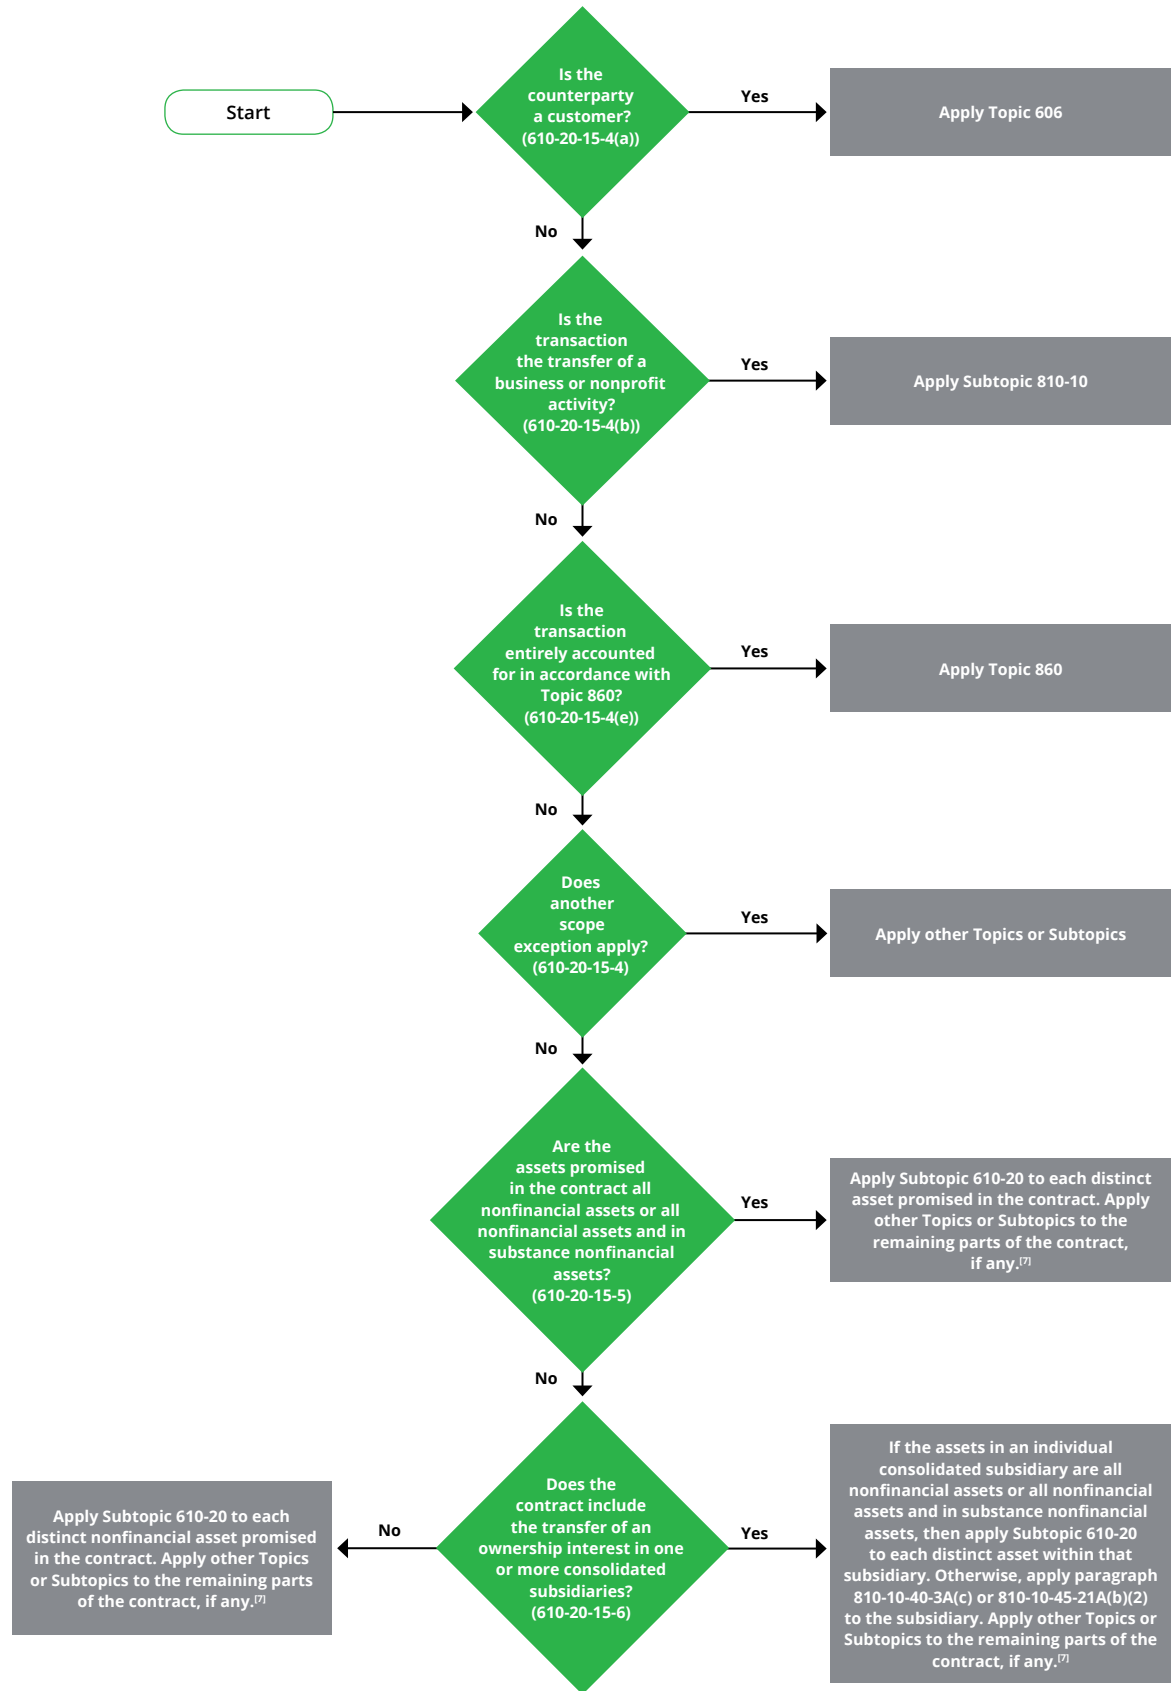 Start
Is the
counterparty
a customer?
(610-20-15-4(a))
Yes
Apply Topic 606
No
Is the
transaction
the transfer of a
business or nonprofit
activity?
(610-20-15-4(b))
Yes
Apply Subtopic 810-10
No
Is the
transaction
entirely accounted
for in accordance with
Topic 860?
(610-20-15-4(e))
Yes
Apply Topic 860
No
Does
another
scope
exception apply?
(610-20-15-4)
Yes
Apply other Topics or Subtopics
No
Are the
assets promised
in the contract all
nonfinancial assets or all
nonfinancial assets and in
substance nonfinancial
assets?
(610-20-15-5)
Yes
Apply Subtopic 610-20 to each distinct
asset promised in the contract. Apply
other Topics or Subtopics to the
remaining parts of the contract,
if any.[7]
No
Does the
contract include
the transfer of an
ownership interest in one
or more consolidated
subsidiaries?
(610-20-15-6)
No
Apply Subtopic 610-20 to each
distinct nonfinancial asset promised
in the contract. Apply other Topics
or Subtopics to the remaining parts
of the contract, if any.[7]
Yes
If the assets in an individual
consolidated subsidiary are all
nonfinancial assets or all nonfinancial
assets and in substance nonfinancial
assets, then apply Subtopic 610-20
to each distinct asset within that
subsidiary. Otherwise, apply paragraph
810-10-40-3A(c) or 810-10-45-21A(b)(2)
to the subsidiary. Apply other Topics or
Subtopics to the remaining parts of the
contract, if any.[7]